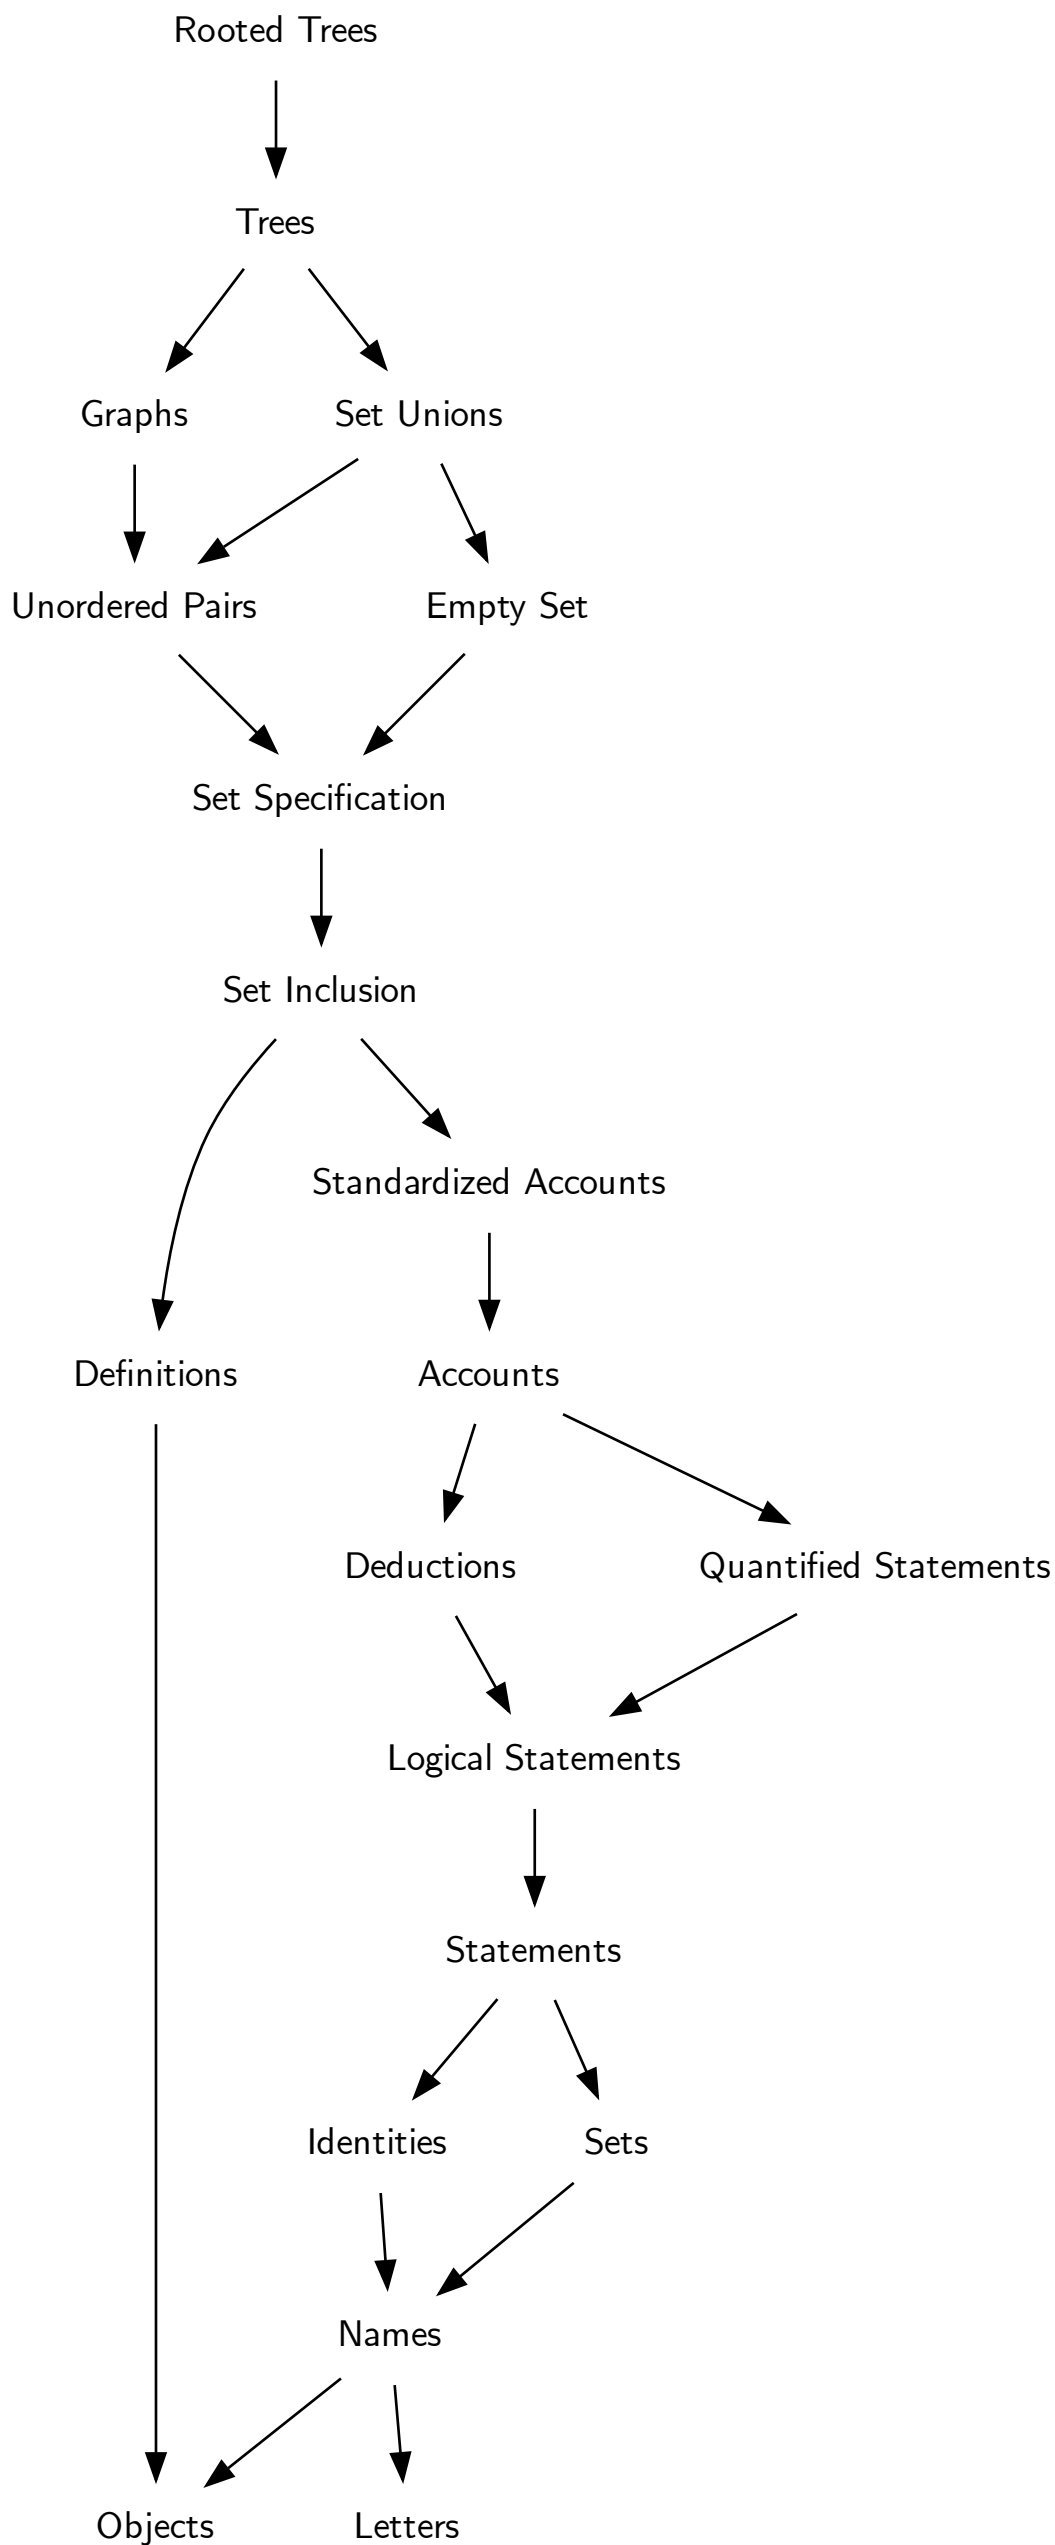 Rooted Trees
Trees
Graphs
Set Unions
Unordered Pairs
Empty Set
Set Specification
Set Inclusion
Standardized Accounts
Definitions
Accounts
Deductions
Quantified Statements
Logical Statements
Statements
Identities
Sets
Names
Objects
Letters